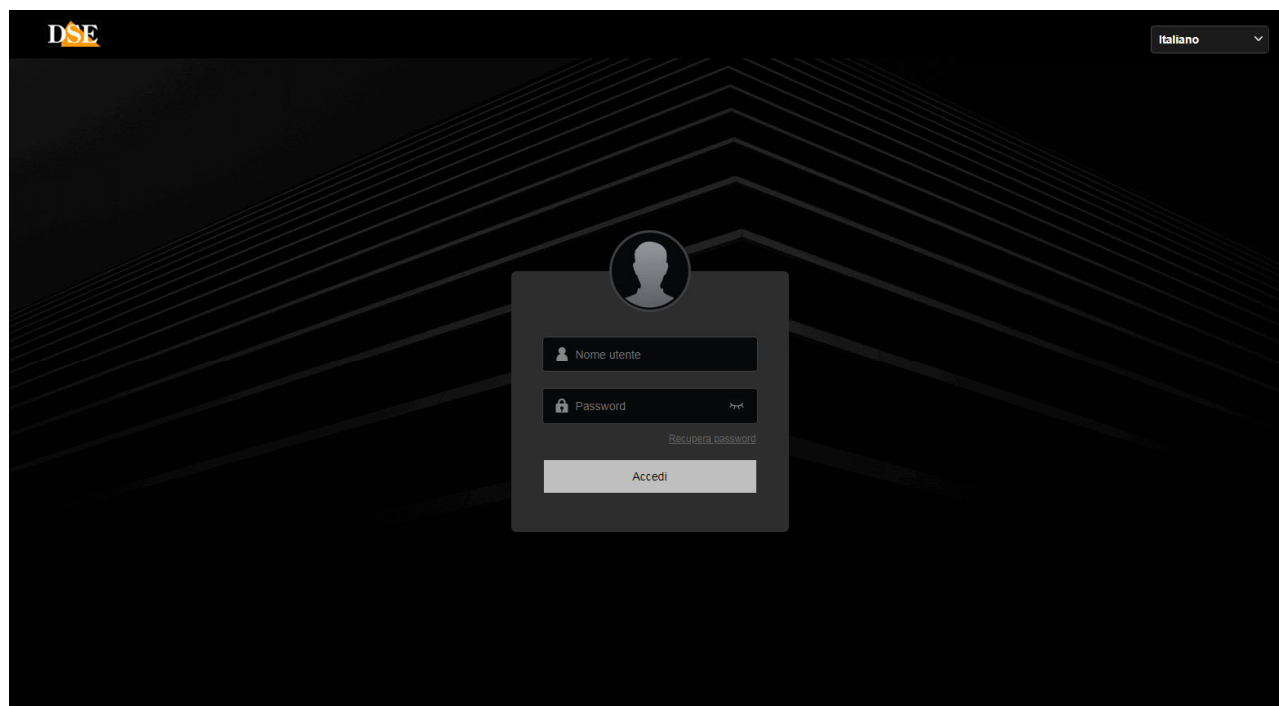 DSE
Italiano
Nome utente
Password
Recupera password
Accedi